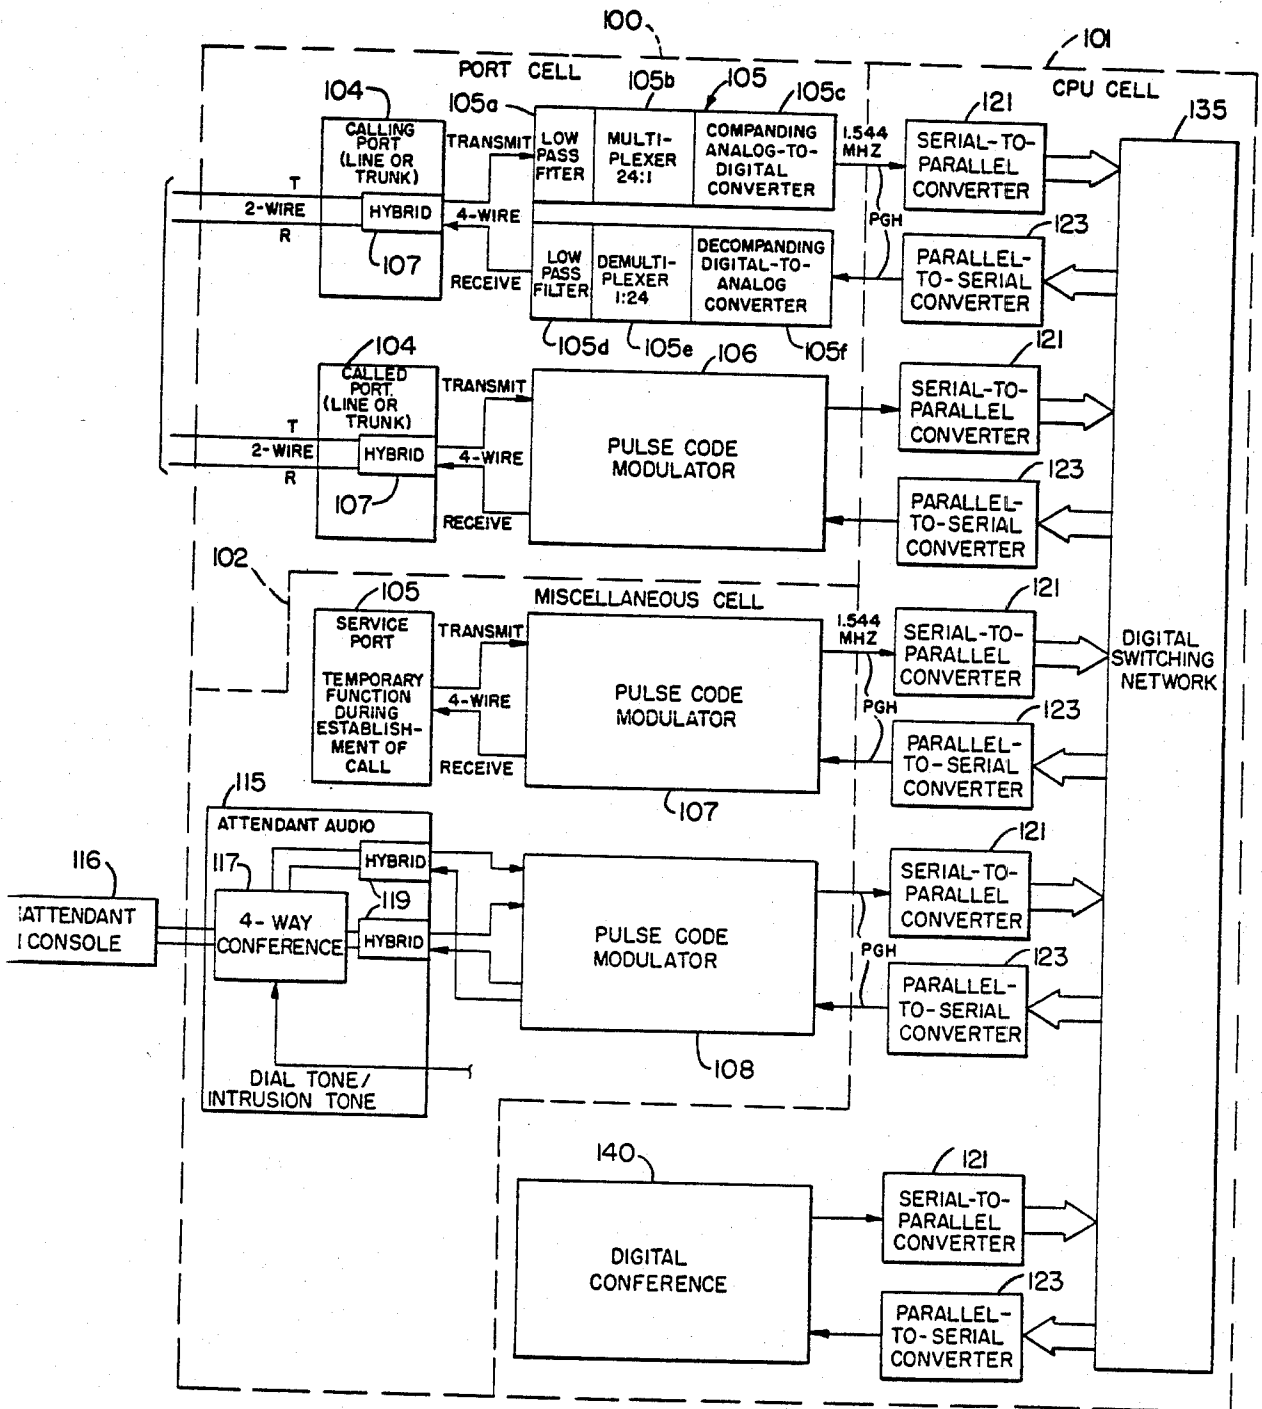 100
101
PORT CELL
CPU CELL
104
105a
105b
105
105c
121
135
CALLING
PORT
(LINE OR
TRUNK)
TRANSMIT
LOW
PASS
FITER
MULTI-
PLEXER
24:1
COMPANDING
ANALOG-TO-
DIGITAL
CONVERTER
1.544
MHZ
SERIAL-TO-
PARALLEL
CONVERTER
T
2-WIRE
R
HYBRID
4-WIRE
107
RECEIVE
PGH
123
LOW
PASS
FILTER
DEMULTI-
PLEXER
1:24
DECOMPANDING
DIGITAL-TO-
ANALOG
CONVERTER
PARALLEL-
TO-SERIAL
CONVERTER
105d
105e
105f
104
106
121
CALLED
PORT.
(LINE OR
TRUNK)
TRANSMIT
SERIAL-TO-
PARALLEL
CONVERTER
T
2-WIRE
R
HYBRID
4-WIRE
PULSE CODE
MODULATOR
107
RECEIVE
123
PARALLEL-
TO-SERIAL
CONVERTER
102
MISCELLANEOUS CELL
105
121
SERVICE
PORT
TEMPORARY
FUNCTION
DURING
ESTABLISH-
MENT OF
CALL
TRANSMIT
4-WIRE
RECEIVE
PULSE CODE
MODULATOR
1.544
MHZ
PGH
SERIAL-TO-
PARALLEL
CONVERTER
DIGITAL
SWITCHING
NETWORK
123
PARALLEL-
TO-SERIAL
CONVERTER
107
115
ATTENDANT AUDIO
121
116
117
HYBRID
119
HYBRID
ATTENDANT
CONSOLE
4-WAY
CONFERENCE
PULSE CODE
MODULATOR
SERIAL-TO-
PARALLEL
CONVERTER
PGH
123
PARALLEL-
TO-SERIAL
CONVERTER
108
DIAL TONE/
INTRUSION TONE
140
121
DIGITAL
CONFERENCE
SERIAL-TO-
PARALLEL
CONVERTER
123
PARALLEL-
TO-SERIAL
CONVERTER